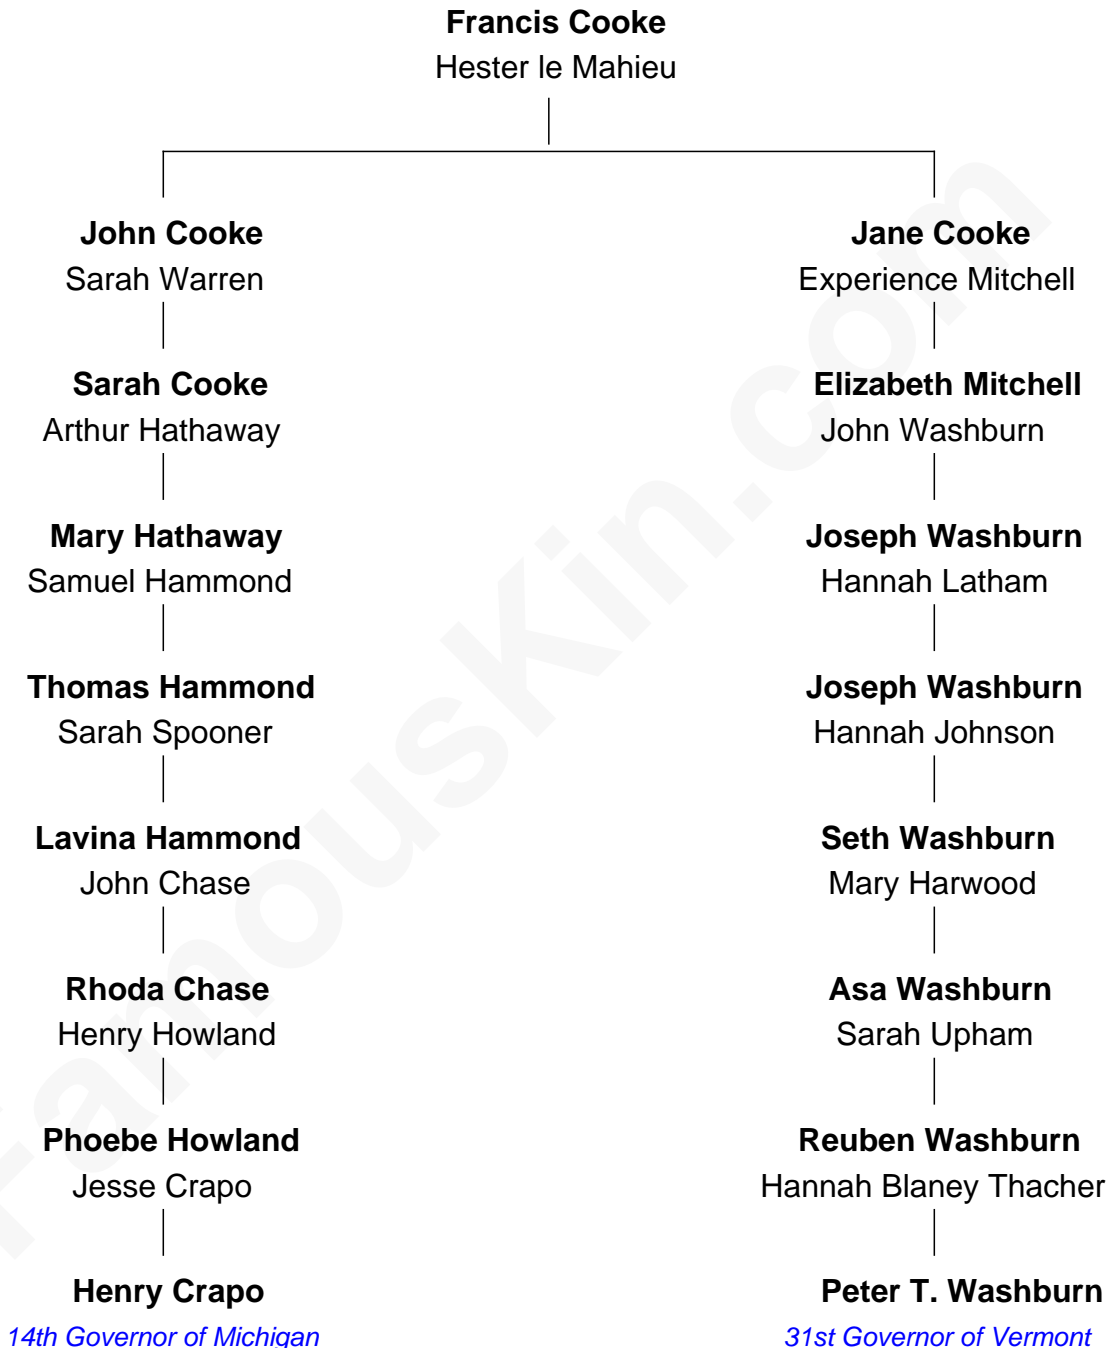 Francis Cooke
Hester le Mahieu
John Cooke
Sarah Warren
Jane Cooke
Experience Mitchell
Sarah Cooke
Arthur Hathaway
Elizabeth Mitchell
John Washburn
Mary Hathaway
Samuel Hammond
Joseph Washburn
Hannah Latham
Thomas Hammond
Sarah Spooner
Joseph Washburn
Hannah Johnson
Lavina Hammond
John Chase
Seth Washburn
Mary Harwood
Rhoda Chase
Henry Howland
Asa Washburn
Sarah Upham
Phoebe Howland
Jesse Crapo
Reuben Washburn
Hannah Blaney Thacher
Henry Crapo
14th Governor of Michigan
Peter T. Washburn
31st Governor of Vermont
FamousKin.com